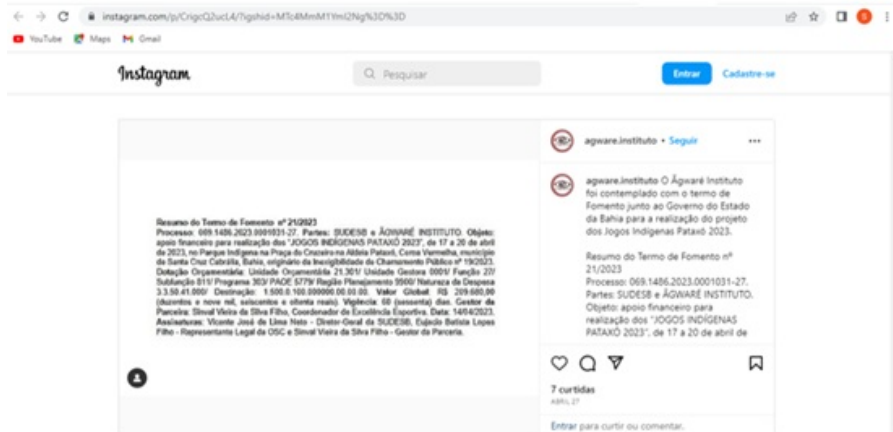 instagram.com/p/CrigcQ2ucL4/?igshid=MTc4MmM1YmI2Ng%3D%3D
YouTube Maps Gmail
Instagram
Pesquisar
Entrar
Cadastre-se
Resumo do Termo de Fomento nº 21/2023
Processo: 069.1486.2023.0001031-27. Partes: SUDESB e ÃGWARÉ INSTITUTO. Objeto:
apoio financeiro para realização dos "JOGOS INDÍGENAS PATAXÓ 2023", de 17 a 20 de abril
de 2023, no Parque Indígena na Praça do Cruzeiro na Aldeia Pataxó, Coroa Vermelha, município
de Santa Cruz Cabrália, Bahia, originário da Inexigibilidade de Chamamento Público nº 19/2023.
Dotação Orçamentária: Unidade Orçamentária 21.301/ Unidade Gestora 0001/ Função 27/
Subfunção 811/ Programa 303/ PAOE 5779/ Região Planejamento 9900/ Natureza de Despesa
3.3.50.41.000/ Destinação: 1.500.0.100.000000.00.00.00. Valor Global: R$ 209.680,00
(duzentos e nove mil, seiscentos e oitenta reais). Vigência: 60 (sessenta) dias. Gestor da
Parceria: Sinval Vieira da Silva Filho, Coordenador de Excelência Esportiva. Data: 14/04/2023.
Assinaturas: Vicente José de Lima Neto - Diretor-Geral da SUDESB, Eujacio Batista Lopes
Filho - Representante Legal da OSC e Sinval Vieira da Silva Filho - Gestor da Parceria.
agware.instituto • Seguir
agware.instituto O Ãgwaré Instituto
foi contemplado com o termo de
Fomento junto ao Governo do Estado
da Bahia para a realização do projeto
dos Jogos Indígenas Pataxó 2023.
Resumo do Termo de Fomento nº
21/2023
Processo: 069.1486.2023.0001031-27.
Partes: SUDESB e ÃGWARÉ INSTITUTO.
Objeto: apoio financeiro para
realização dos "JOGOS INDÍGENAS
PATAXÓ 2023", de 17 a 20 de abril de
7 curtidas
ABRIL 27
Entrar para curtir ou comentar.